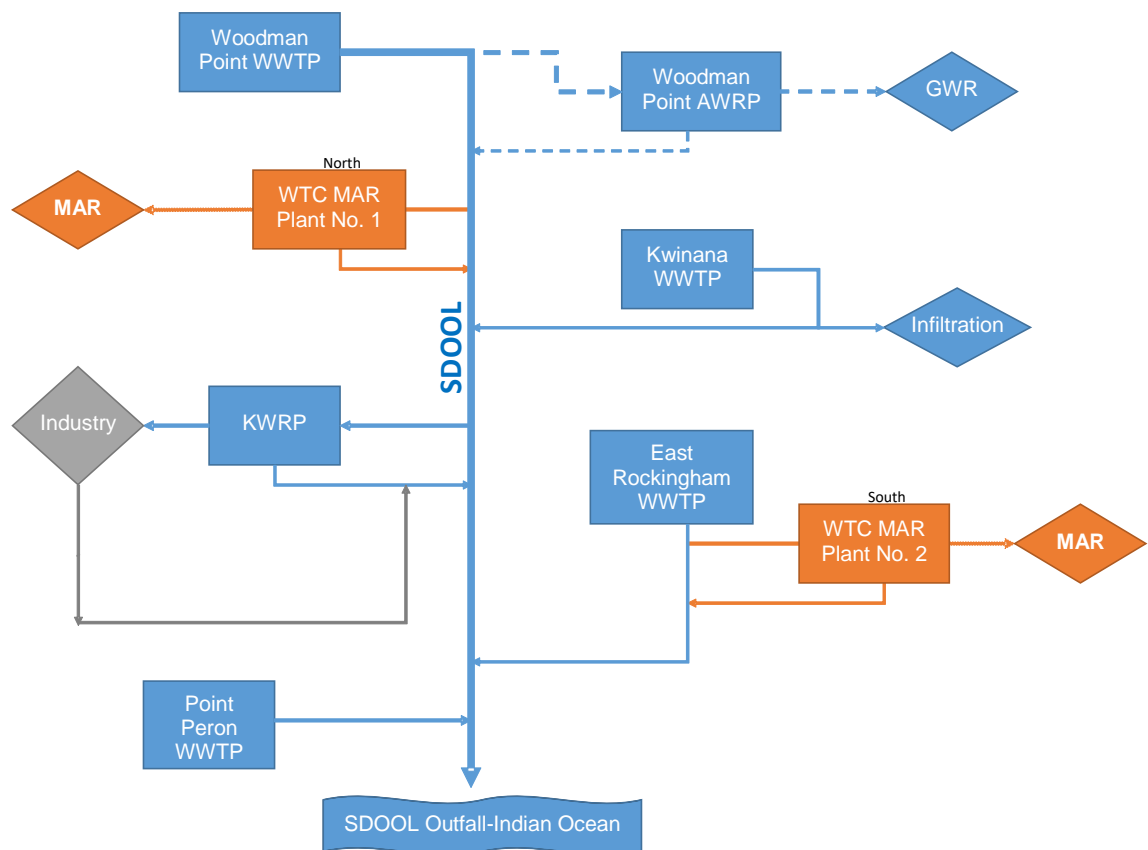 Woodman
Point WWTP
Woodman
Point AWRP
GWR
North
WTC MAR
Plant No. 1
MAR
Kwinana
WWTP
Infiltration
SDOOL
Industry
KWRP
East
Rockingham
WWTP
South
WTC MAR
Plant No. 2
MAR
Point
Peron
WWTP
SDOOL Outfall-Indian Ocean